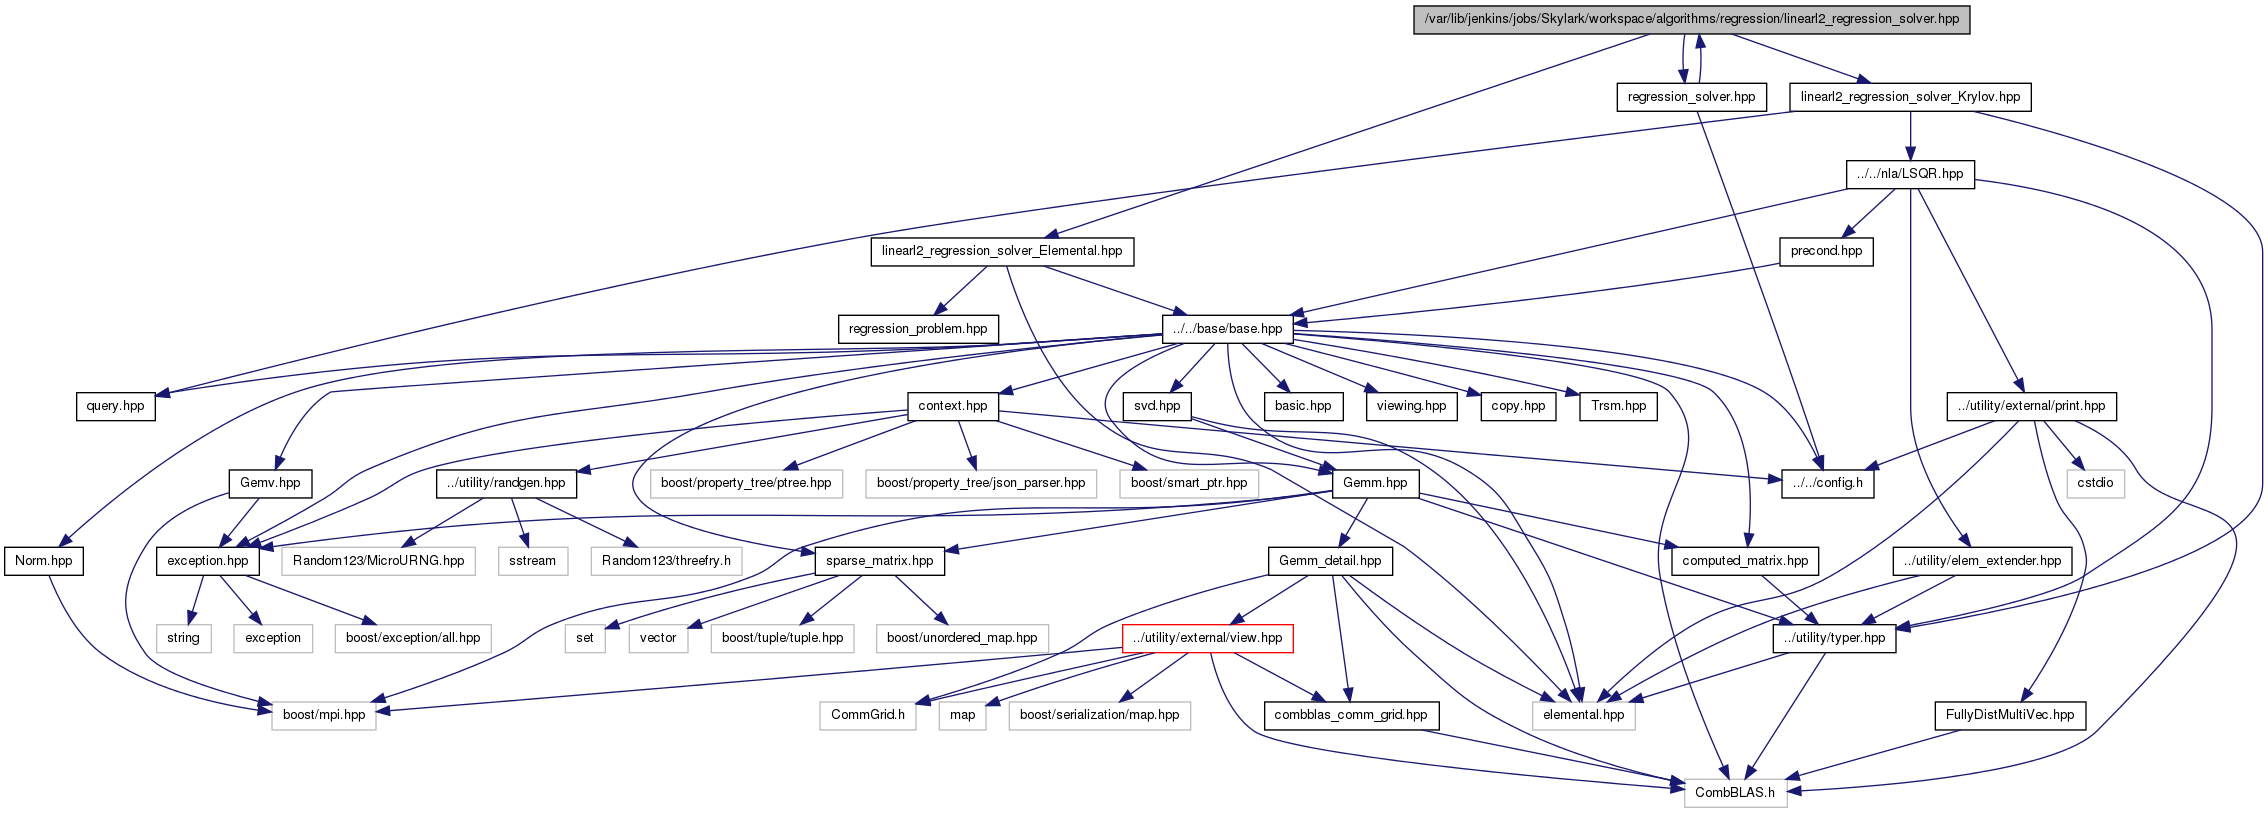 /var/lib/jenkins/jobs/Skylark/workspace/algorithms/regression/linearl2_regression_solver.hpp
regression_solver.hpp
linearl2_regression_solver_Krylov.hpp
../../nla/LSQR.hpp
linearl2_regression_solver_Elemental.hpp
precond.hpp
regression_problem.hpp
../../base/base.hpp
query.hpp
context.hpp
svd.hpp
basic.hpp
viewing.hpp
copy.hpp
Trsm.hpp
../utility/external/print.hpp
Gemv.hpp
../utility/randgen.hpp
boost/property_tree/ptree.hpp
boost/property_tree/json_parser.hpp
boost/smart_ptr.hpp
Gemm.hpp
../../config.h
cstdio
Norm.hpp
exception.hpp
Random123/MicroURNG.hpp
sstream
Random123/threefry.h
sparse_matrix.hpp
Gemm_detail.hpp
computed_matrix.hpp
../utility/elem_extender.hpp
string
exception
boost/exception/all.hpp
set
vector
boost/tuple/tuple.hpp
boost/unordered_map.hpp
../utility/external/view.hpp
../utility/typer.hpp
boost/mpi.hpp
CommGrid.h
map
boost/serialization/map.hpp
combblas_comm_grid.hpp
elemental.hpp
FullyDistMultiVec.hpp
CombBLAS.h